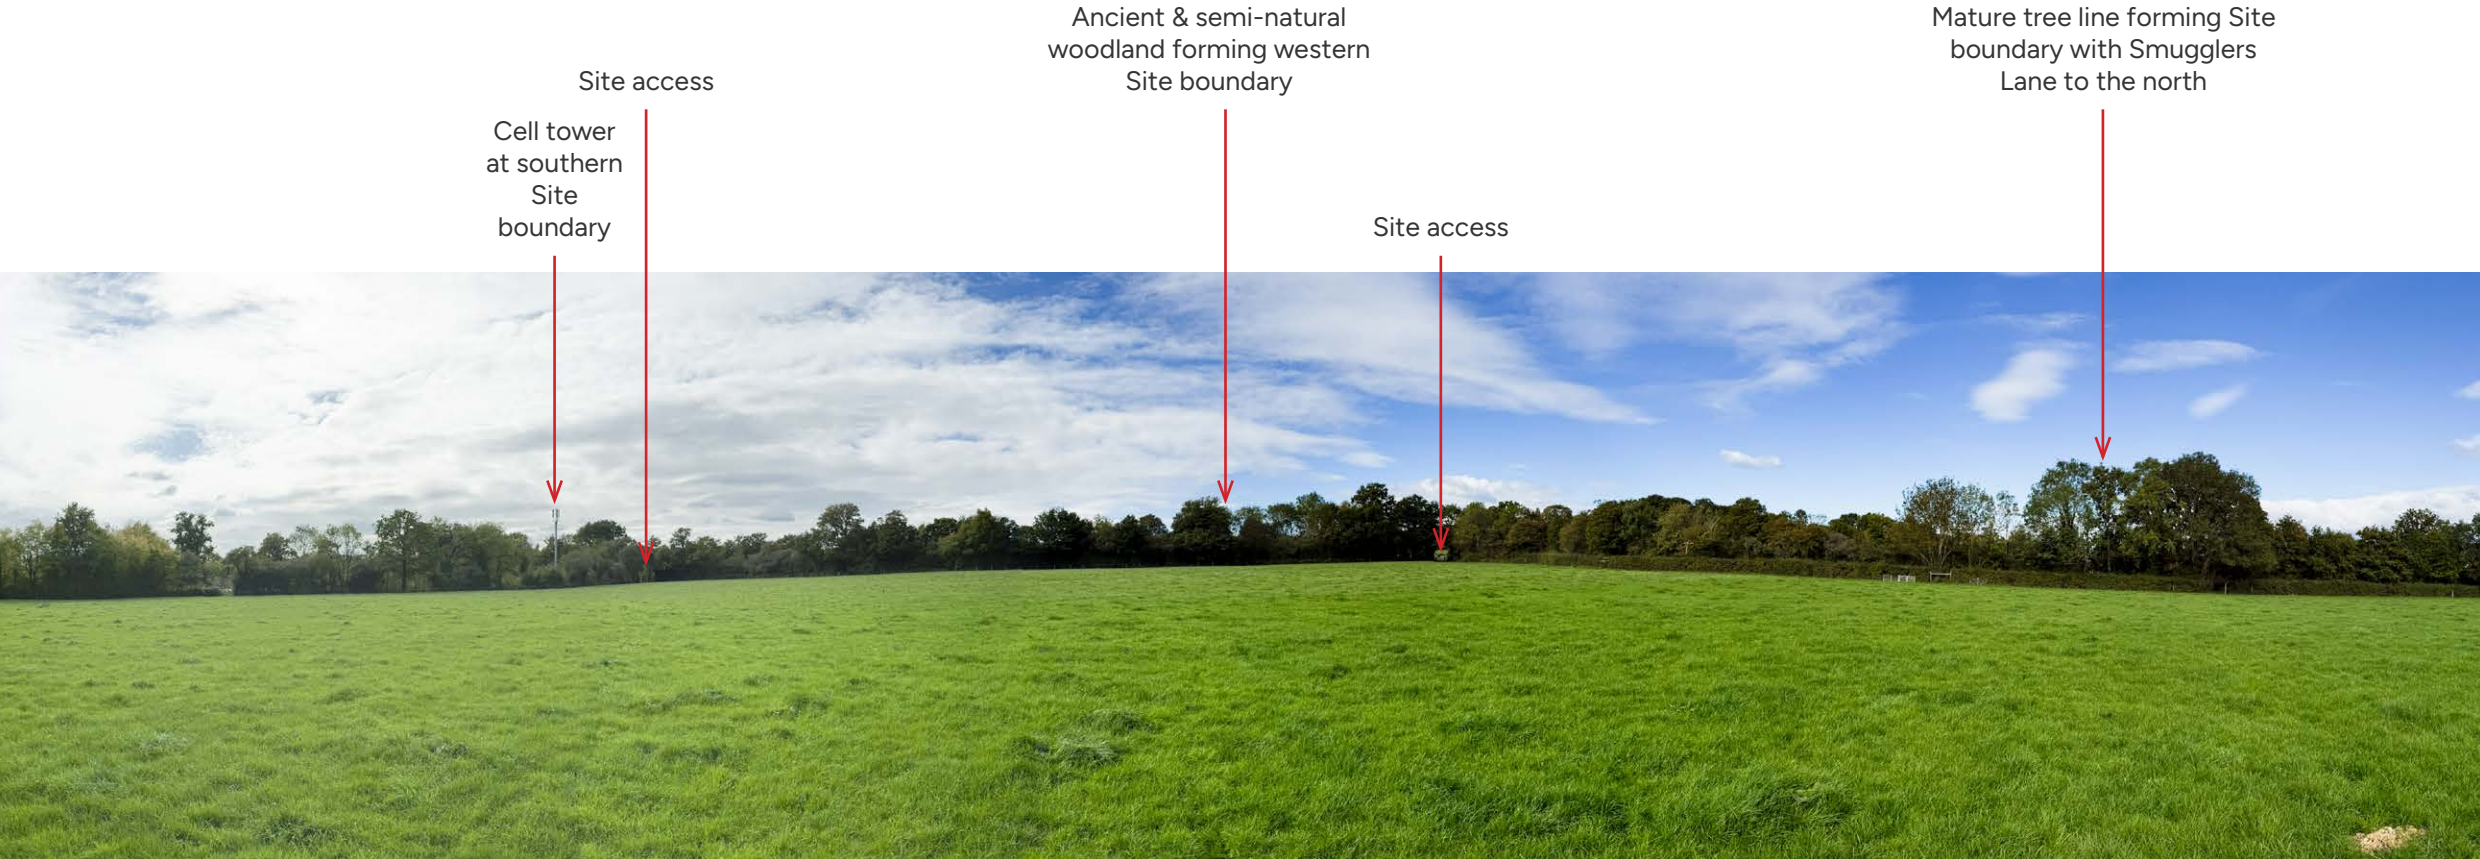 Site access
Cell tower
at southern
Site
boundary
Ancient & semi-natural
woodland forming western
Site boundary
Site access
Mature tree line forming Site
boundary with Smugglers
Lane to the north